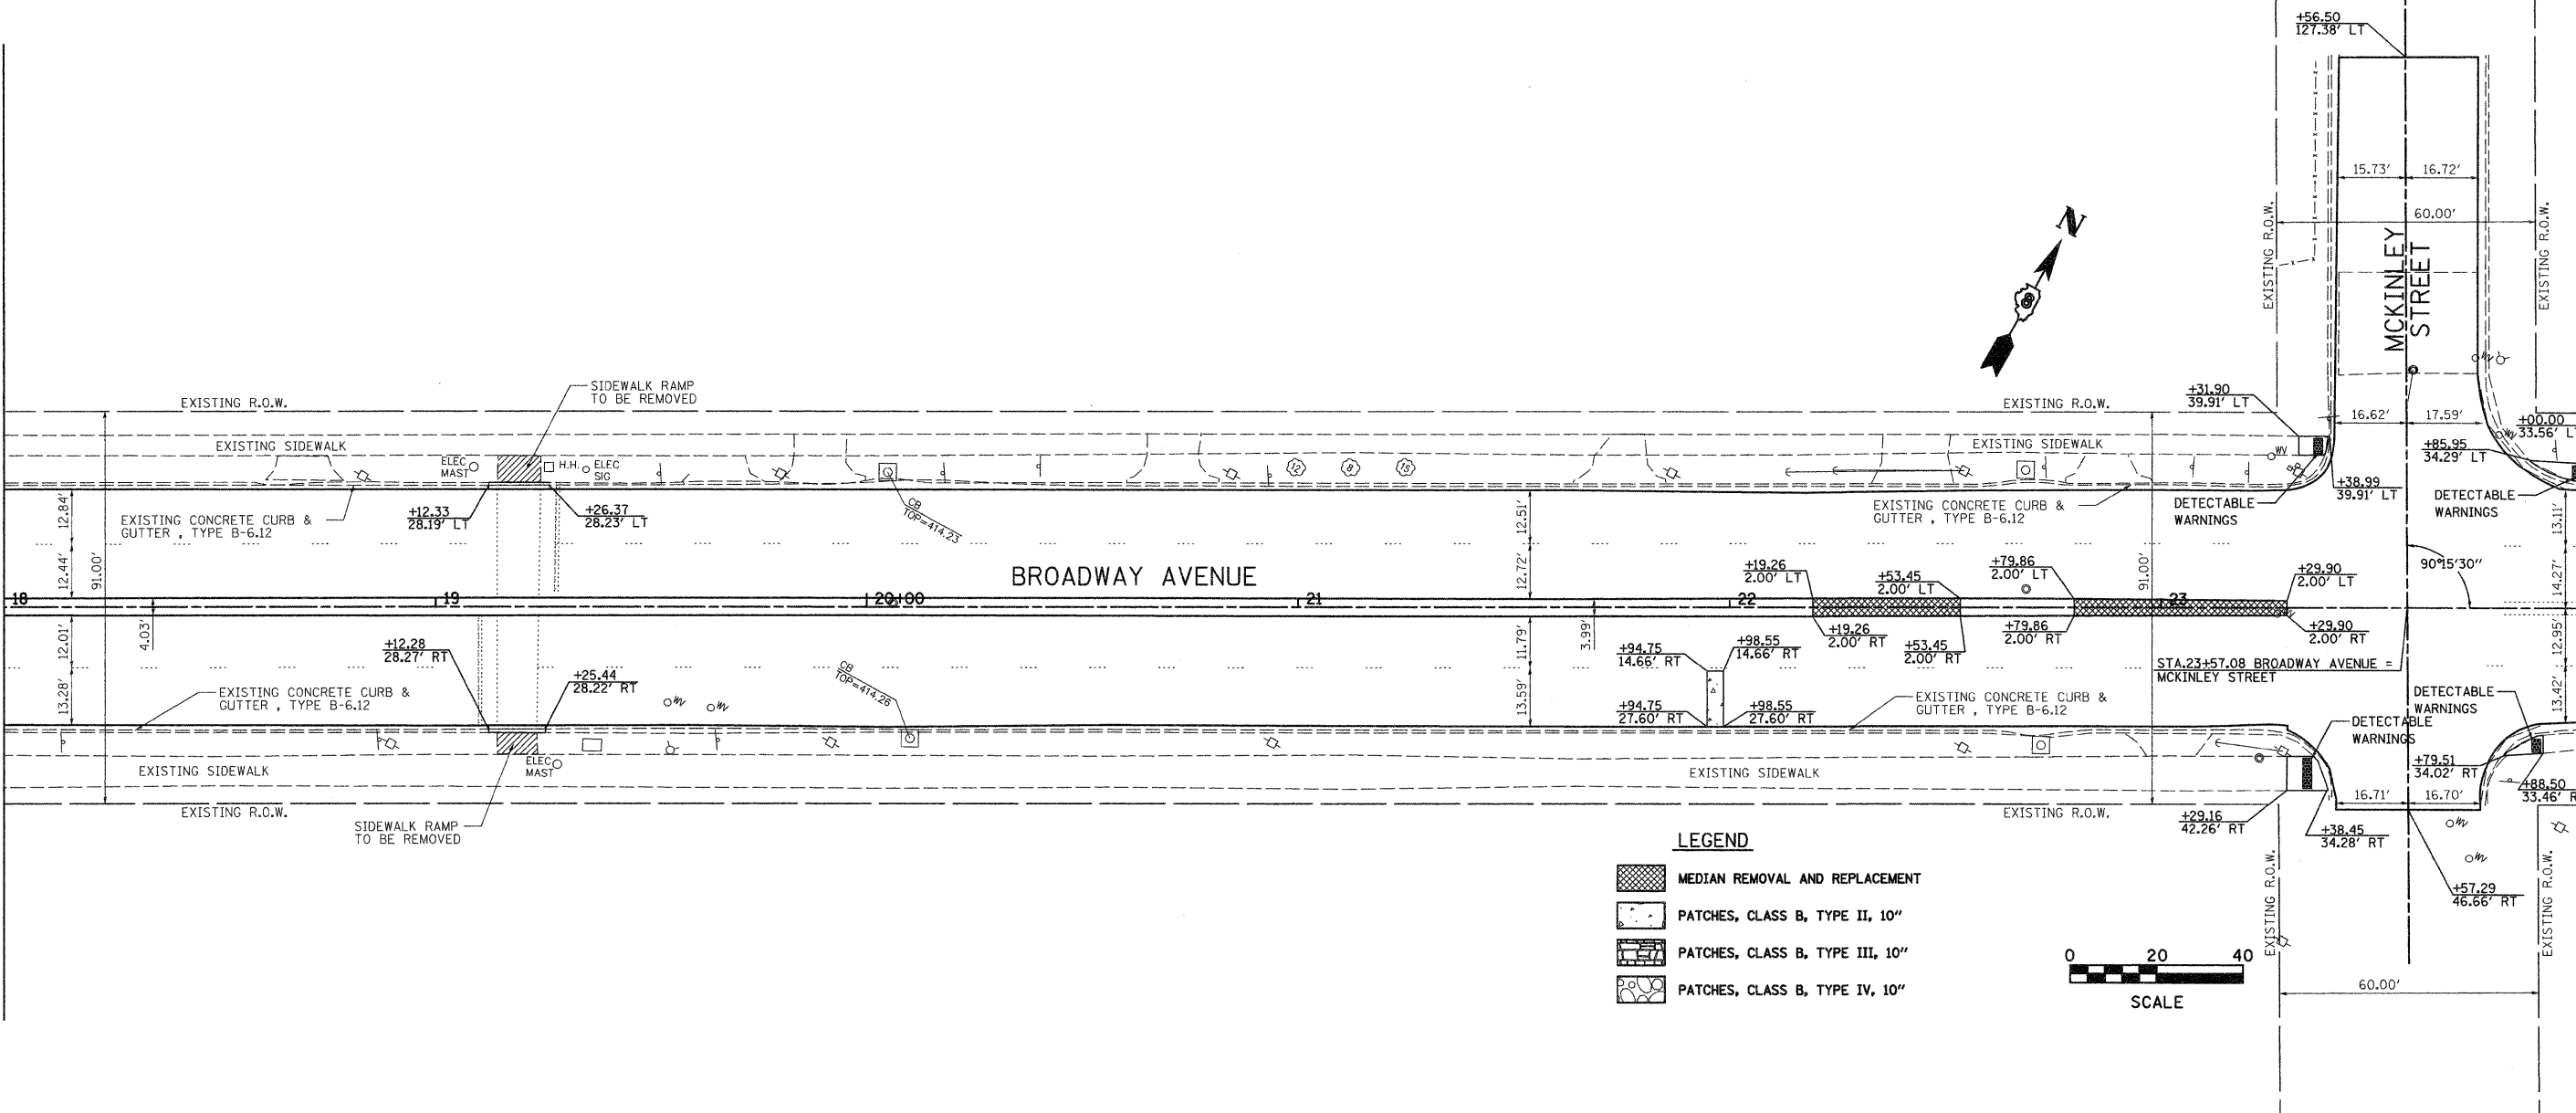 +56.50
127.38' LT
15.73'
16.72'
60.00'
EXISTING R.O.W.
EXISTING R.O.W.
MCKINLEY
STREET
N
8
+31.90
39.91' LT
16.62'
17.59'
+00.00
33.56' L
+85.95
34.29' LT
WV
WV
WV
EXISTING R.O.W.
SIDEWALK RAMP
TO BE REMOVED
EXISTING R.O.W.
EXISTING SIDEWALK
EXISTING SIDEWALK
ELEC
MAST
H.H.
ELEC
SIG
12
8
15
+38.99
39.91' LT
DETECTABLE
WARNINGS
DETECTABLE
WARNINGS
EXISTING CONCRETE CURB &
GUTTER , TYPE B-6.12
+12.33
28.19' LT
+26.37
28.23' LT
CB
TOP=414.23
EXISTING CONCRETE CURB &
GUTTER , TYPE B-6.12
12.84'
12.44'
91.00'
12.51'
12.72'
91.00'
13.11'
14.27'
BROADWAY AVENUE
+19.26
2.00' LT
+53.45
2.00' LT
+79.86
2.00' LT
+29.90
2.00' LT
90°15'30"
18
19
20+00
21
22
23
12.01'
13.28'
4.03'
11.79'
13.59'
3.99'
12.95'
13.42'
+19.26
2.00' RT
+53.45
2.00' RT
+79.86
2.00' RT
+29.90
2.00' RT
+12.28
28.27' RT
+25.44
28.22' RT
+94.75
14.66' RT
+98.55
14.66' RT
STA.23+57.08 BROADWAY AVENUE =
MCKINLEY STREET
EXISTING CONCRETE CURB &
GUTTER , TYPE B-6.12
WV
WV
CB
TOP=414.26
+94.75
27.60' RT
+98.55
27.60' RT
EXISTING CONCRETE CURB &
GUTTER , TYPE B-6.12
DETECTABLE
WARNINGS
DETECTABLE
WARNINGS
EXISTING SIDEWALK
ELEC
MAST
EXISTING SIDEWALK
+79.51
34.02' RT
+88.50
33.46' R
16.71'
16.70'
EXISTING R.O.W.
EXISTING R.O.W.
SIDEWALK RAMP
TO BE REMOVED
+29.16
42.26' RT
+38.45
34.28' RT
WV
WV
+57.29
46.66' RT
EXISTING R.O.W.
EXISTING R.O.W.
LEGEND
MEDIAN REMOVAL AND REPLACEMENT
PATCHES, CLASS B, TYPE II, 10"
PATCHES, CLASS B, TYPE III, 10"
PATCHES, CLASS B, TYPE IV, 10"
0 20 40
SCALE
60.00'